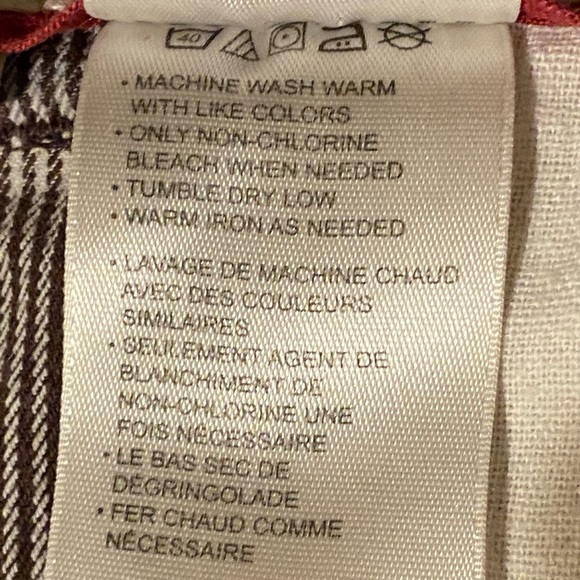 40
• MACHINE WASH WARM
WITH LIKE COLORS
• ONLY NON-CHLORINE
BLEACH WHEN NEEDED
• TUMBLE DRY LOW
• WARM IRON AS NEEDED
• LAVAGE DE MACHINE CHAUD
AVEC DES COULEURS
SIMILAIRES
• SEULEMENT AGENT DE
BLANCHIMENT DE
NON-CHLORINE UNE
FOIS NÉCESSAIRE
• LE BAS SEC DE
DÉGRINGOLADE
• FER CHAUD COMME
NÉCESSAIRE